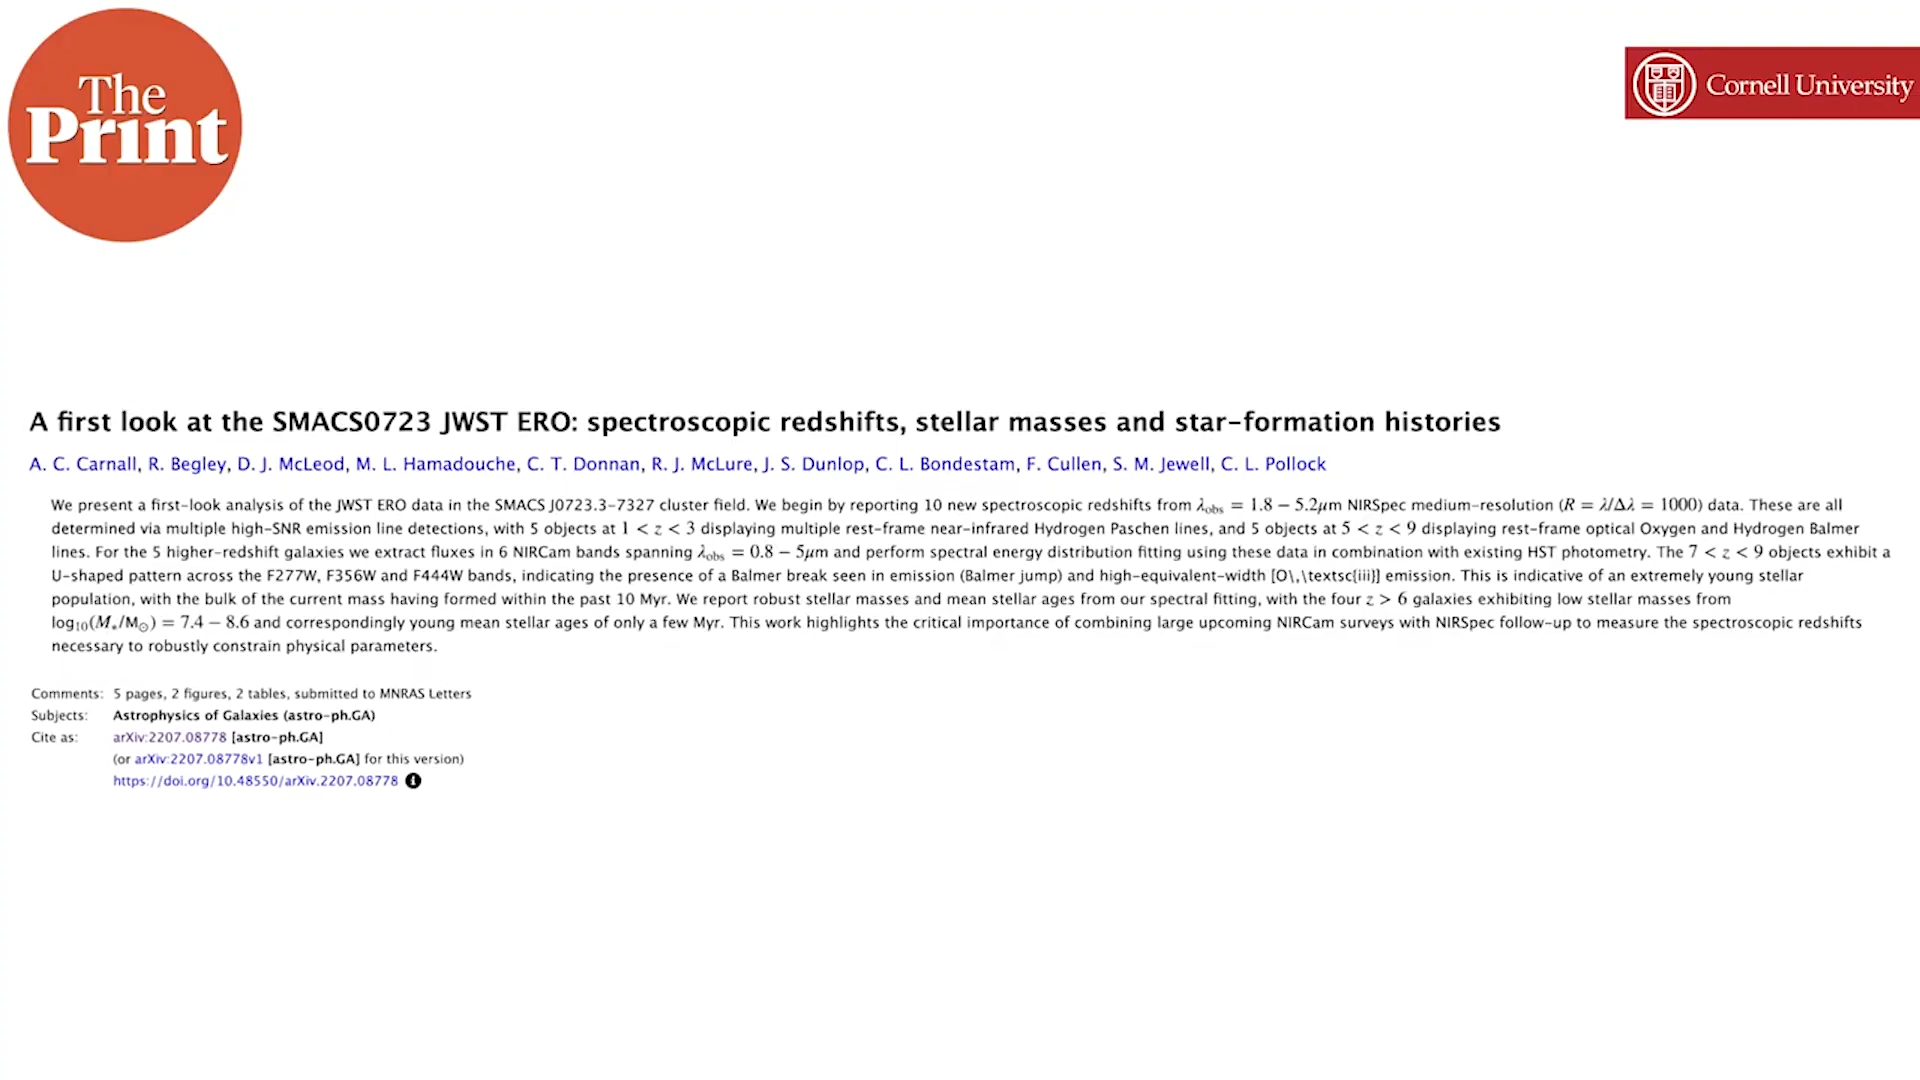 The
Print
Cornell University
A first look at the SMACS0723 JWST ERO: spectroscopic redshifts, stellar masses and star-formation histories
A. C. Carnall, R. Begley, D. J. McLeod, M. L. Hamadouche, C. T. Donnan, R. J. McLure, J. S. Dunlop, C. L. Bondestam, F. Cullen, S. M. Jewell, C. L. Pollock
We present a first-look analysis of the JWST ERO data in the SMACS J0723.3-7327 cluster field. We begin by reporting 10 new spectroscopic redshifts from λobs = 1.8 − 5.2μm NIRSpec medium-resolution (R = λ/Δλ = 1000) data. These are all
determined via multiple high-SNR emission line detections, with 5 objects at 1 < z < 3 displaying multiple rest-frame near-infrared Hydrogen Paschen lines, and 5 objects at 5 < z < 9 displaying rest-frame optical Oxygen and Hydrogen Balmer
lines. For the 5 higher-redshift galaxies we extract fluxes in 6 NIRCam bands spanning λobs = 0.8 − 5μm and perform spectral energy distribution fitting using these data in combination with existing HST photometry. The 7 < z < 9 objects exhibit a
U-shaped pattern across the F277W, F356W and F444W bands, indicating the presence of a Balmer break seen in emission (Balmer jump) and high-equivalent-width [O\,\textsc{iii}] emission. This is indicative of an extremely young stellar
population, with the bulk of the current mass having formed within the past 10 Myr. We report robust stellar masses and mean stellar ages from our spectral fitting, with the four z > 6 galaxies exhibiting low stellar masses from
log10(M*/M⊙) = 7.4 − 8.6 and correspondingly young mean stellar ages of only a few Myr. This work highlights the critical importance of combining large upcoming NIRCam surveys with NIRSpec follow-up to measure the spectroscopic redshifts
necessary to robustly constrain physical parameters.
Comments: 5 pages, 2 figures, 2 tables, submitted to MNRAS Letters
Subjects: Astrophysics of Galaxies (astro-ph.GA)
Cite as: arXiv:2207.08778 [astro-ph.GA]
(or arXiv:2207.08778v1 [astro-ph.GA] for this version)
https://doi.org/10.48550/arXiv.2207.08778 i